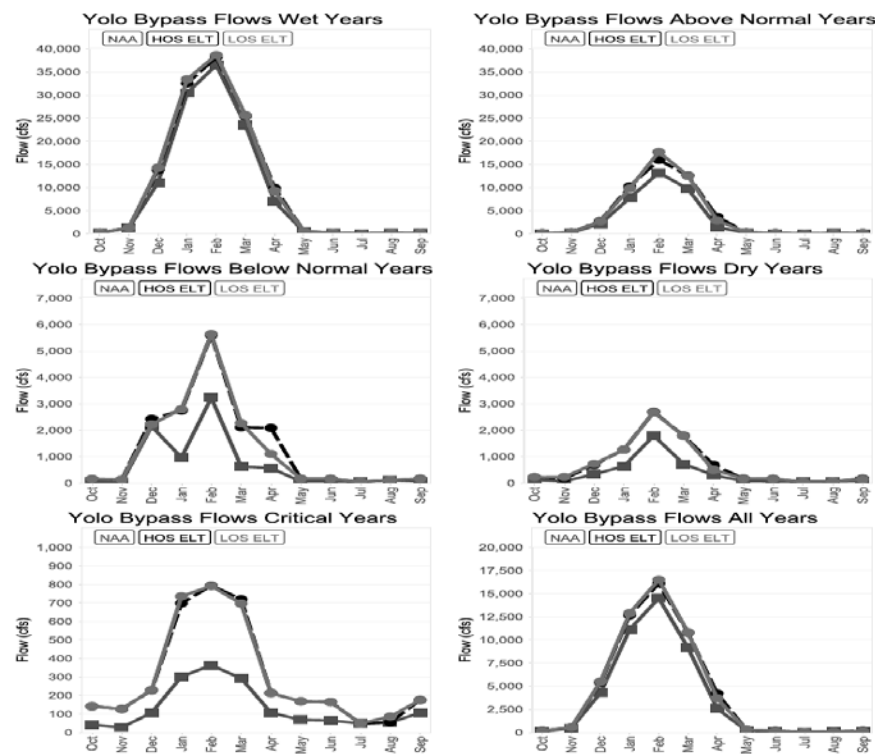 Yolo Bypass Flows Wet Years
NAA HOS ELT LOS ELT
40,000
35,000
30,000
25,000
20,000
15,000
10,000
5,000
0
Flow (cfs)
Oct Nov Dec Jan Feb Mar Apr May Jun Jul Aug Sep
Yolo Bypass Flows Above Normal Years
NAA HOS ELT LOS ELT
40,000
35,000
30,000
25,000
20,000
15,000
10,000
5,000
0
Flow (cfs)
Oct Nov Dec Jan Feb Mar Apr May Jun Jul Aug Sep
Yolo Bypass Flows Below Normal Years
NAA HOS ELT LOS ELT
7,000
6,000
5,000
4,000
3,000
2,000
1,000
0
Flow (cfs)
Oct Nov Dec Jan Feb Mar Apr May Jun Jul Aug Sep
Yolo Bypass Flows Dry Years
NAA HOS ELT LOS ELT
7,000
6,000
5,000
4,000
3,000
2,000
1,000
0
Flow (cfs)
Oct Nov Dec Jan Feb Mar Apr May Jun Jul Aug Sep
Yolo Bypass Flows Critical Years
NAA HOS ELT LOS ELT
1,000
900
800
700
600
500
400
300
200
100
0
Flow (cfs)
Oct Nov Dec Jan Feb Mar Apr May Jun Jul Aug Sep
Yolo Bypass Flows All Years
NAA HOS ELT LOS ELT
20,000
17,500
15,000
12,500
10,000
7,500
5,000
2,500
0
Flow (cfs)
Oct Nov Dec Jan Feb Mar Apr May Jun Jul Aug Sep